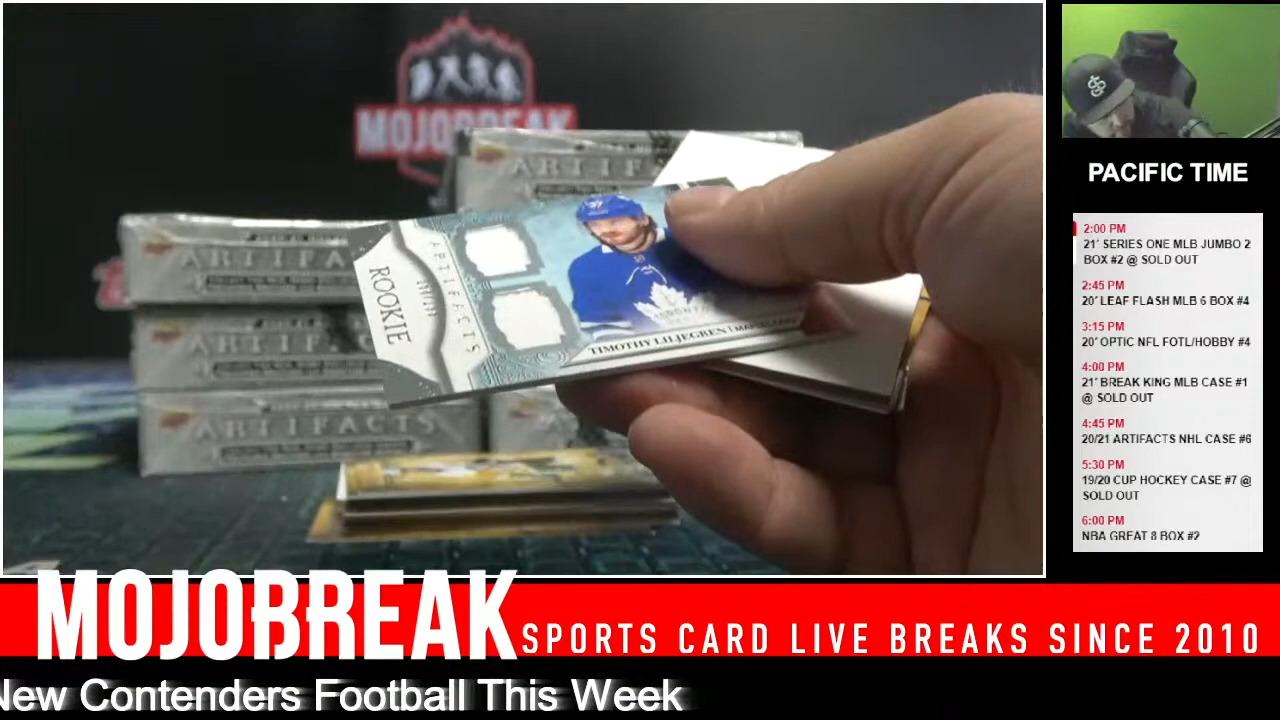 MOJOBREAK
ARTIF
ARTIFA
ARTIFAC
ARTIFACTS
ROOKIE
ARTIFACTS
TIMOTHY LILJEGREN
PACIFIC TIME
2:00 PM
21' SERIES ONE MLB JUMBO 2
BOX #2 @ SOLD OUT
2:45 PM
20' LEAF FLASH MLB 6 BOX #4
3:15 PM
20' OPTIC NFL FOTL/HOBBY #4
4:00 PM
21' BREAK KING MLB CASE #1
@ SOLD OUT
4:45 PM
20/21 ARTIFACTS NHL CASE #6
5:30 PM
19/20 CUP HOCKEY CASE #7 @
SOLD OUT
6:00 PM
NBA GREAT 8 BOX #2
MOJOBREAK
SPORTS CARD LIVE BREAKS SINCE 2010
New Contenders Football This Week